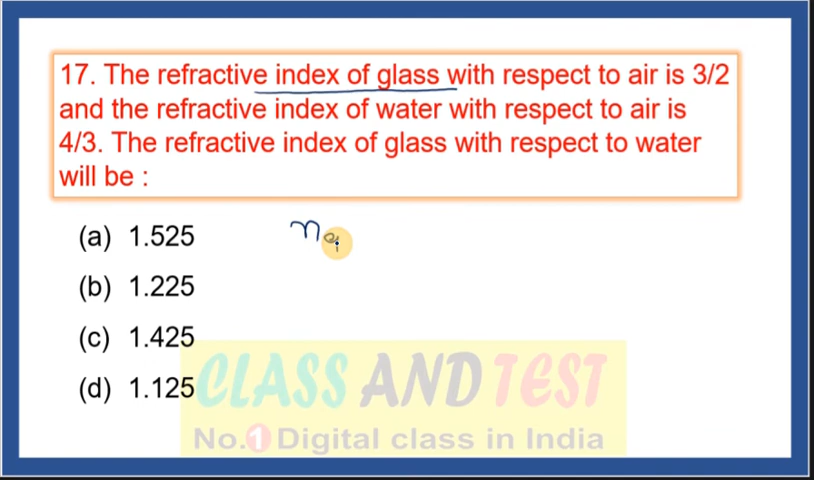 17. The refractive index of glass with respect to air is 3/2
and the refractive index of water with respect to air is
4/3. The refractive index of glass with respect to water
will be :
(a) 1.525
(b) 1.225
(c) 1.425
(d) 1.125
CLASS AND TEST
No.1 Digital class in India